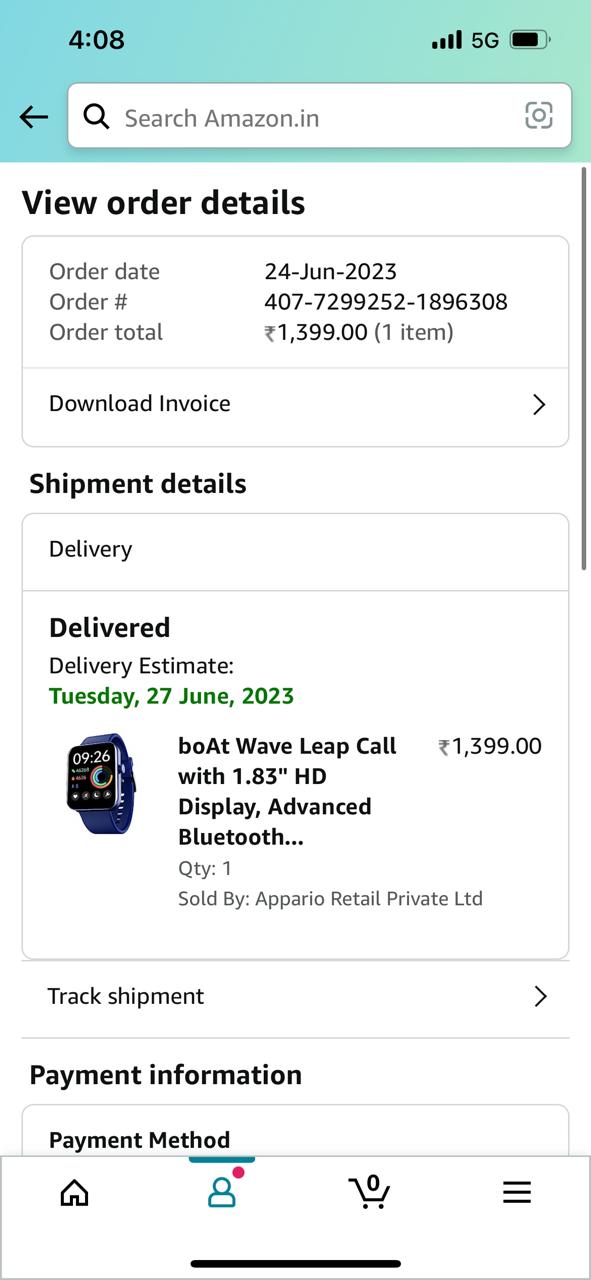 4:08
5G
Search Amazon.in
View order details
Order date 24-Jun-2023
Order # 407-7299252-1896308
Order total ₹1,399.00 (1 item)
Download Invoice
Shipment details
Delivery
Delivered
Delivery Estimate:
Tuesday, 27 June, 2023
09:26
boAt Wave Leap Call ₹1,399.00
with 1.83" HD
Display, Advanced
Bluetooth...
Qty: 1
Sold By: Appario Retail Private Ltd
Track shipment
Payment information
Payment Method
0